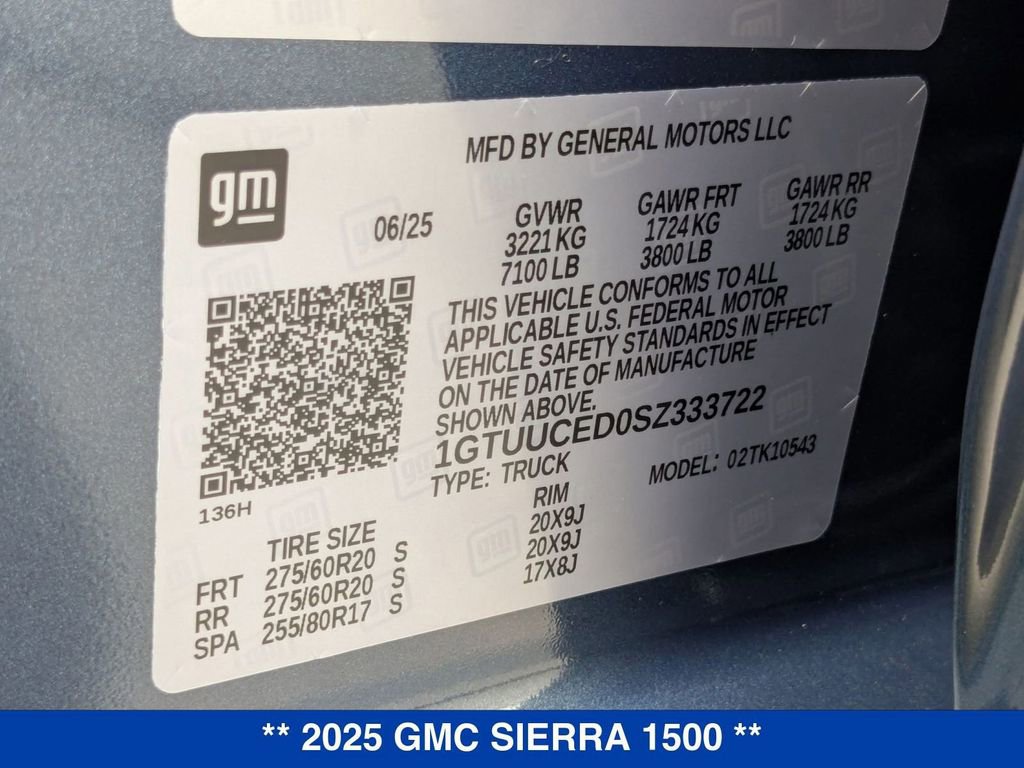 gm
MFD BY GENERAL MOTORS LLC
06/25
GVWR
3221 KG
7100 LB
GAWR FRT
1724 KG
3800 LB
GAWR RR
1724 KG
3800 LB
THIS VEHICLE CONFORMS TO ALL
APPLICABLE U.S. FEDERAL MOTOR
VEHICLE SAFETY STANDARDS IN EFFECT
ON THE DATE OF MANUFACTURE
SHOWN ABOVE.
1GTUUCED0SZ333722
TYPE: TRUCK
MODEL: 02TK10543
136H
TIRE SIZE
RIM
FRT 275/60R20 S 20X9J
RR 275/60R20 S 20X9J
SPA 255/80R17 S 17X8J
** 2025 GMC SIERRA 1500 **